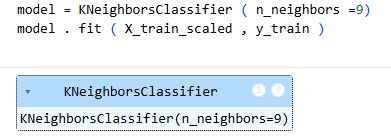 model = KNeighborsClassifier ( n_neighbors =9)
model . fit ( X_train_scaled , y_train )
▾ KNeighborsClassifier i ?
KNeighborsClassifier(n_neighbors=9)